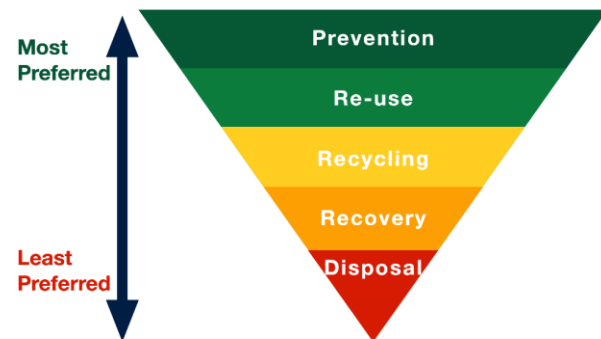 Most
Preferred
Prevention
Re-use
Recycling
Recovery
Least
Preferred
Disposal